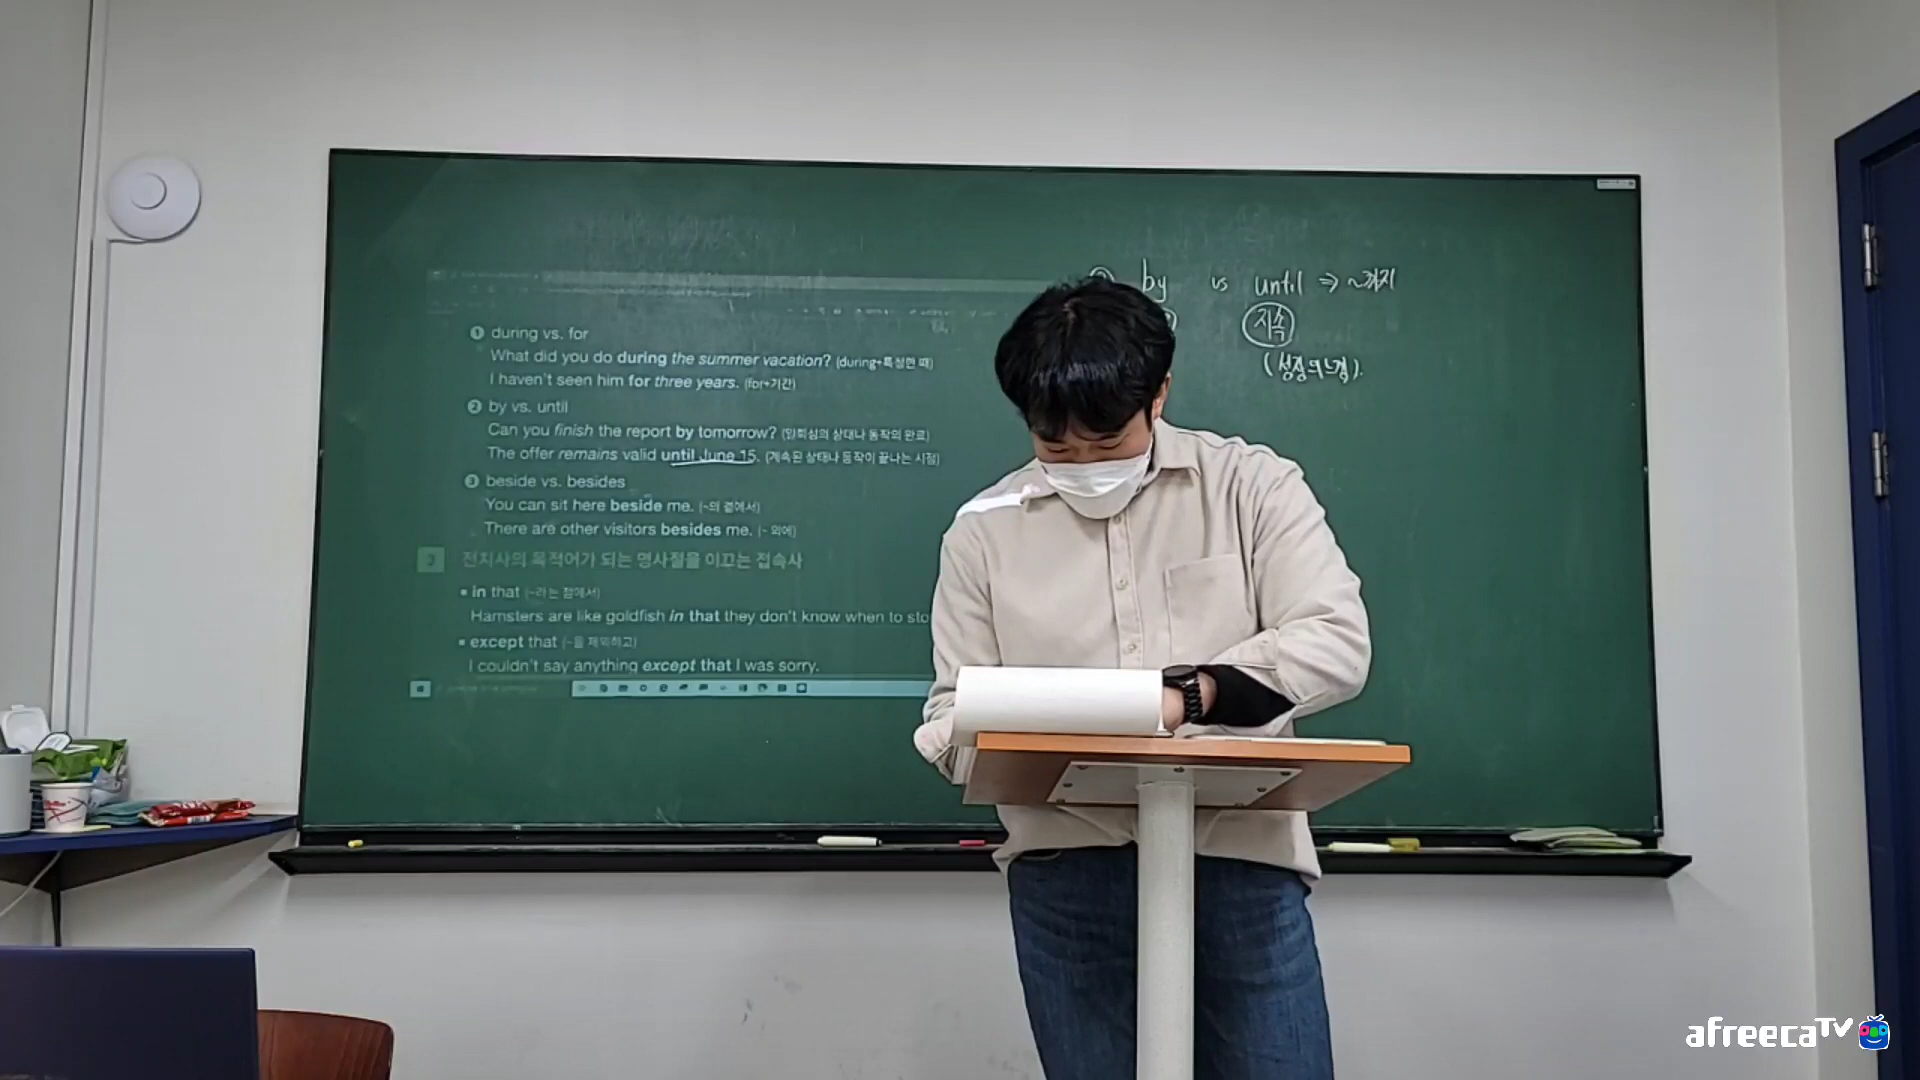 ① during vs. for
What did you do during the summer vacation? (during+특정한 때)
I haven't seen him for three years. (for+기간)
② by vs. until
Can you finish the report by tomorrow? (일회성의 상태나 동작의 완료)
The offer remains valid until June 15. (계속된 상태나 동작이 끝나는 시점)
③ beside vs. besides
You can sit here beside me. (~의 곁에서)
There are other visitors besides me. (~ 외에)
3 전치사의 목적어가 되는 명사절을 이끄는 접속사
▪ in that (~라는 점에서)
Hamsters are like goldfish in that they don't know when to sto
▪ except that (~을 제외하고)
I couldn't say anything except that I was sorry.
by vs until ⇒ ~까지
지속
afreecaTV